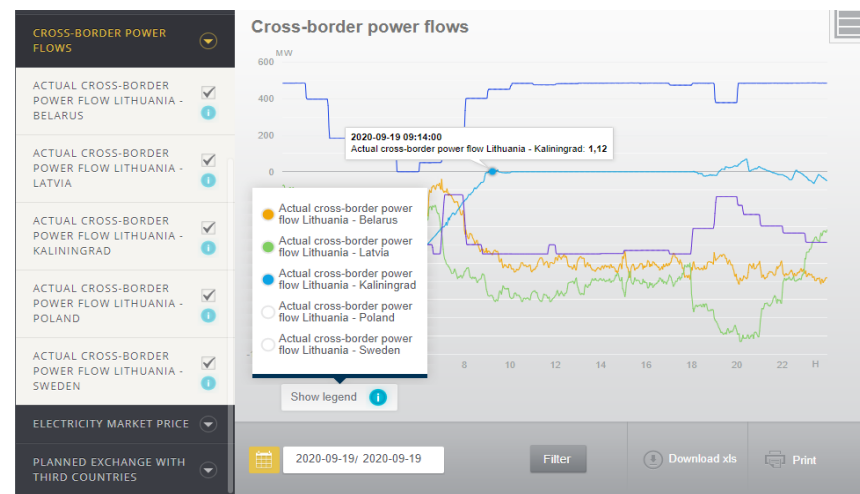 CROSS-BORDER POWER
FLOWS
ACTUAL CROSS-BORDER
POWER FLOW LITHUANIA -
BELARUS
ACTUAL CROSS-BORDER
POWER FLOW LITHUANIA -
LATVIA
ACTUAL CROSS-BORDER
POWER FLOW LITHUANIA -
KALININGRAD
ACTUAL CROSS-BORDER
POWER FLOW LITHUANIA -
POLAND
ACTUAL CROSS-BORDER
POWER FLOW LITHUANIA -
SWEDEN
ELECTRICITY MARKET PRICE
PLANNED EXCHANGE WITH
THIRD COUNTRIES
Cross-border power flows
MW
600
400
200
0
2020-09-19 09:14:00
Actual cross-border power flow Lithuania - Kaliningrad: 1,12
Actual cross-border power
flow Lithuania - Belarus
Actual cross-border power
flow Lithuania - Latvia
Actual cross-border power
flow Lithuania - Kaliningrad
Actual cross-border power
flow Lithuania - Poland
Actual cross-border power
flow Lithuania - Sweden
8 10 12 14 16 18 20 22 H
Show legend i
2020-09-19/ 2020-09-19
Filter
Download xls
Print